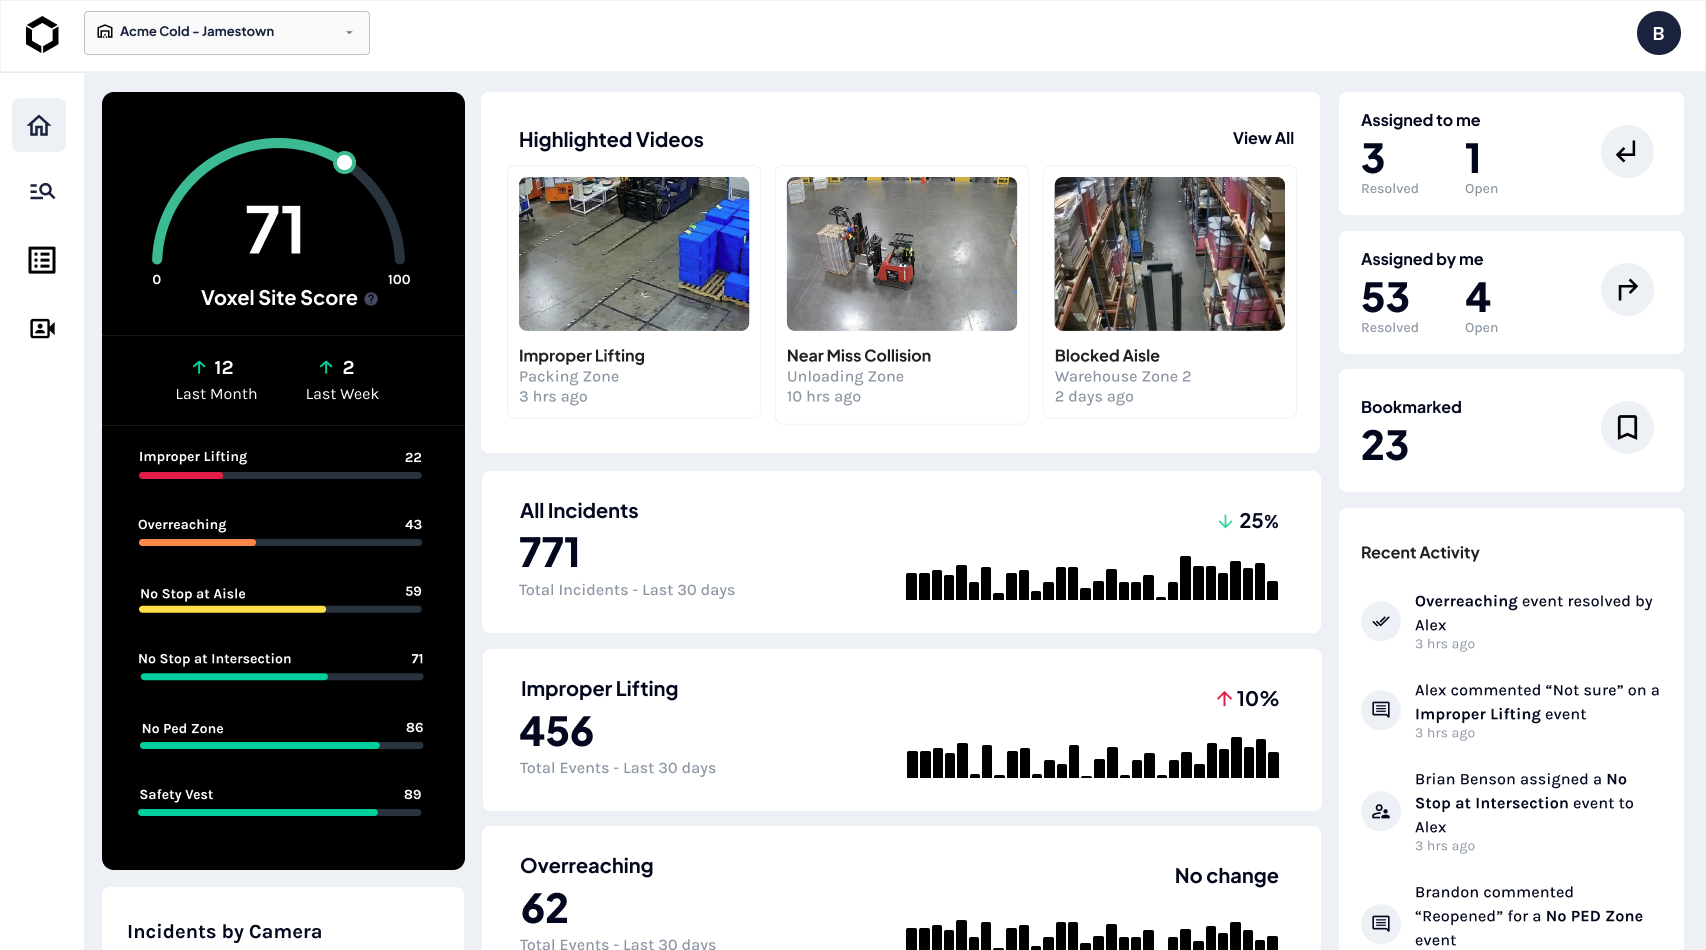 Acme Cold - Jamestown
B
71
0
100
Voxel Site Score ?
12
Last Month
2
Last Week
Improper Lifting 22
Overreaching 43
No Stop at Aisle 59
No Stop at Intersection 71
No Ped Zone 86
Safety Vest 89
Incidents by Camera
Highlighted Videos
View All
Improper Lifting
Packing Zone
3 hrs ago
Near Miss Collision
Unloading Zone
10 hrs ago
Blocked Aisle
Warehouse Zone 2
2 days ago
All Incidents
771
Total Incidents - Last 30 days
25%
Improper Lifting
456
Total Events - Last 30 days
10%
Overreaching
62
Total Events - Last 30 days
No change
Assigned to me
3 1
Resolved Open
Assigned by me
53 4
Resolved Open
Bookmarked
23
Recent Activity
Overreaching event resolved by
Alex
3 hrs ago
Alex commented “Not sure” on a
Improper Lifting event
3 hrs ago
Brian Benson assigned a No
Stop at Intersection event to
Alex
3 hrs ago
Brandon commented
“Reopened” for a No PED Zone
event